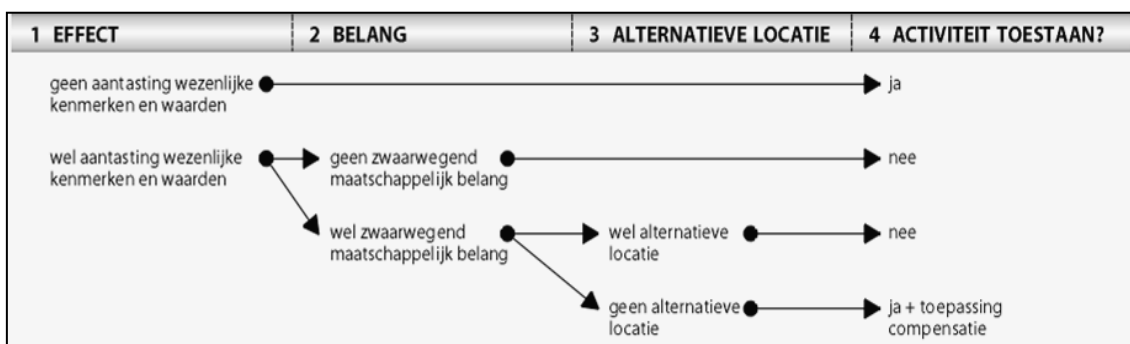 1 EFFECT 2 BELANG 3 ALTERNATIEVE LOCATIE 4 ACTIVITEIT TOESTAAN?
geen aantasting wezenlijke
kenmerken en waarden
ja
wel aantasting wezenlijke
kenmerken en waarden
geen zwaarwegend
maatschappelijk belang
nee
wel zwaarwegend
maatschappelijk belang
wel alternatieve
locatie
nee
geen alternatieve
locatie
ja + toepassing
compensatie